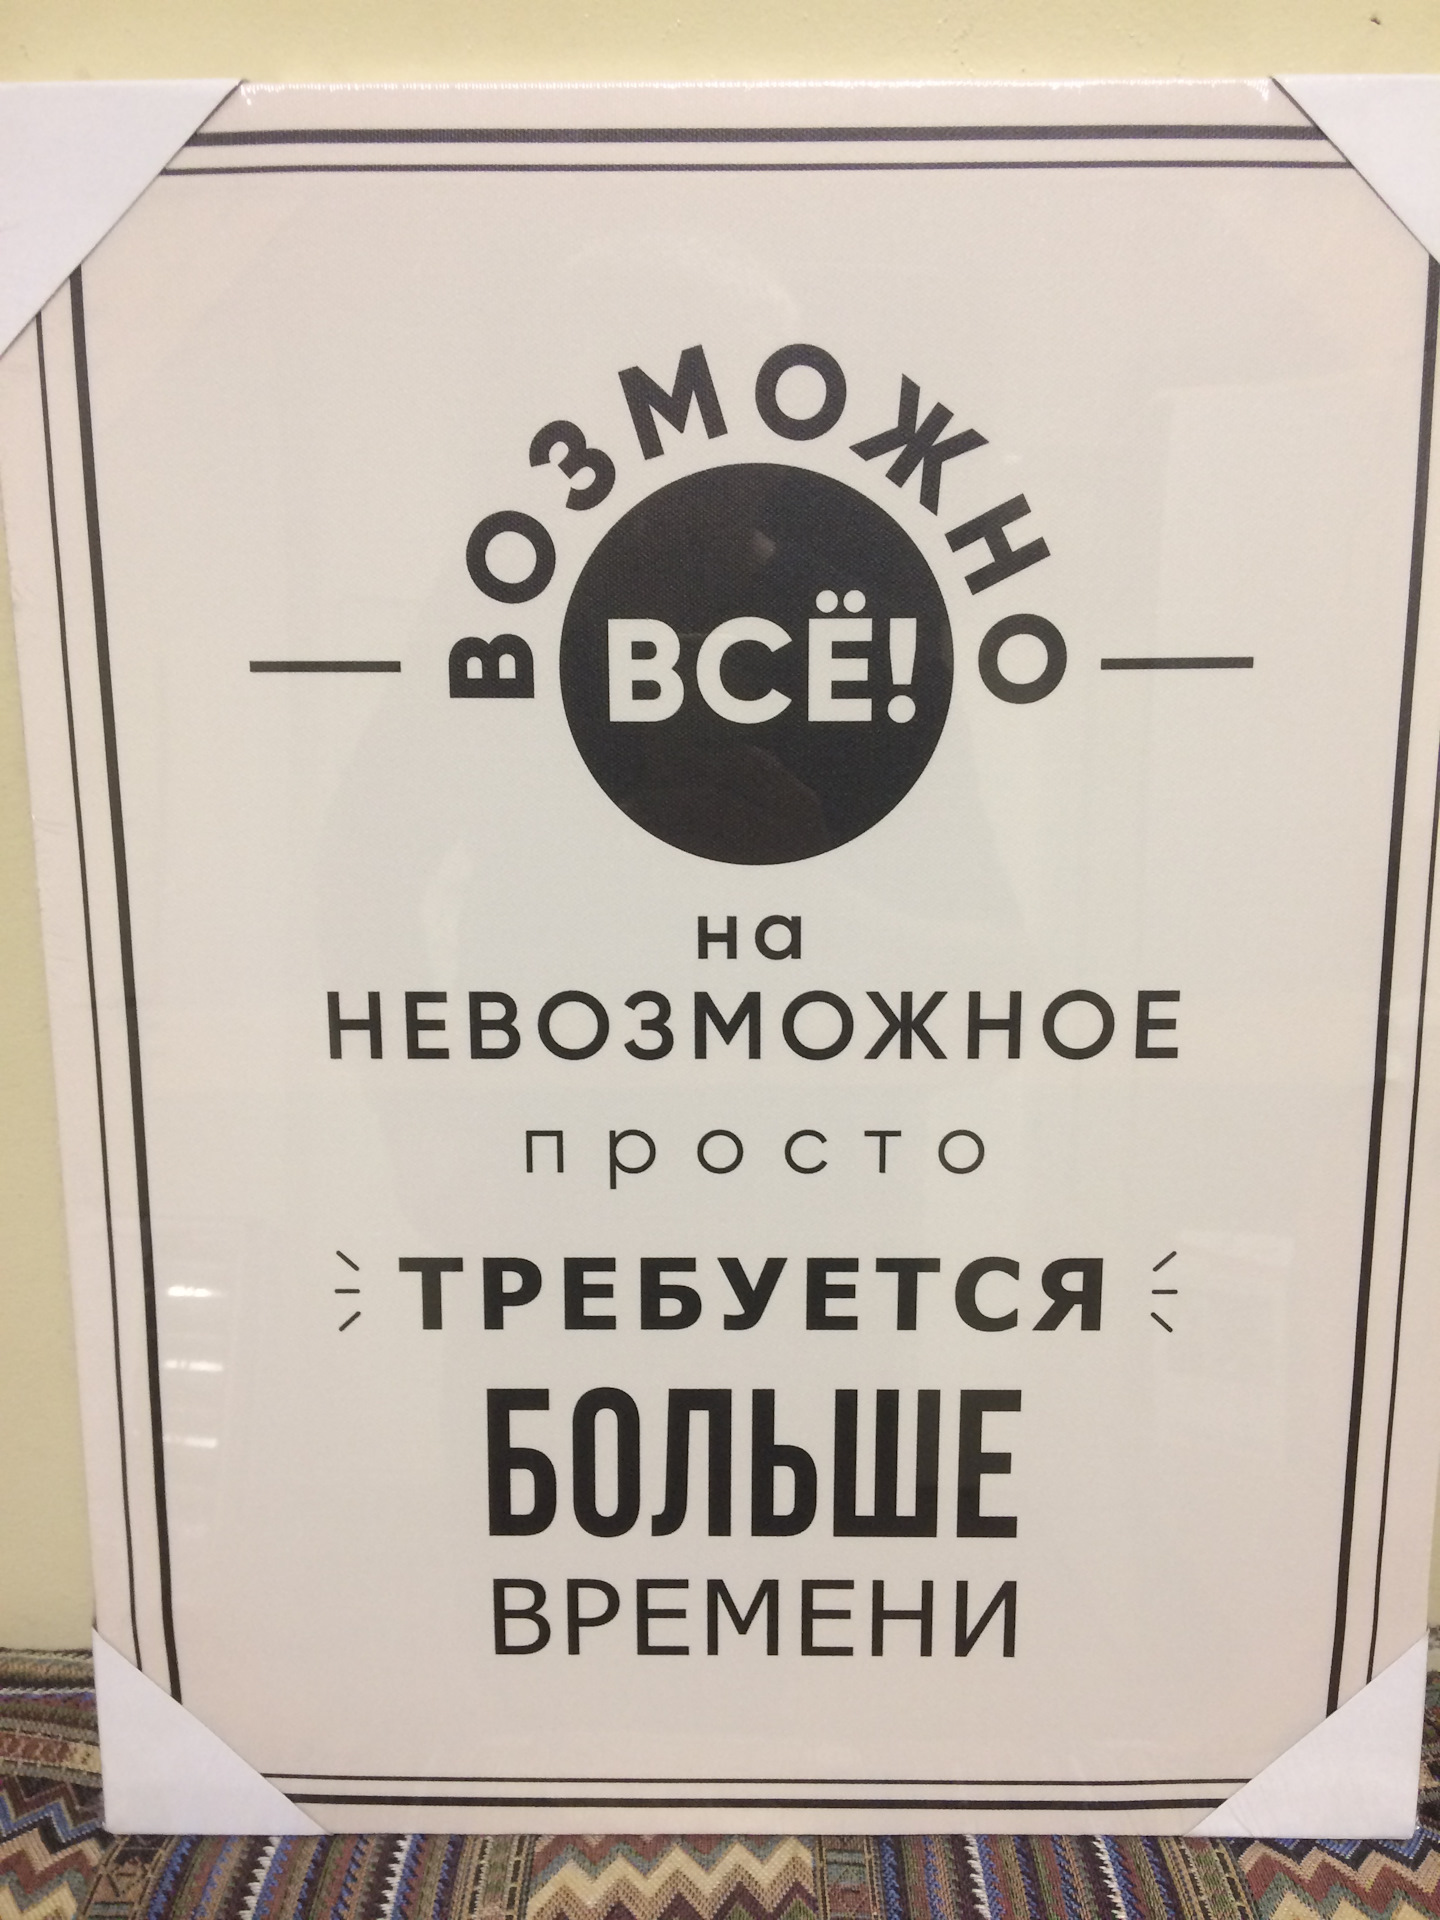 ВОЗМОЖНО
ВСЁ!
на
НЕВОЗМОЖНОЕ
просто
ТРЕБУЕТСЯ
БОЛЬШЕ
ВРЕМЕНИ